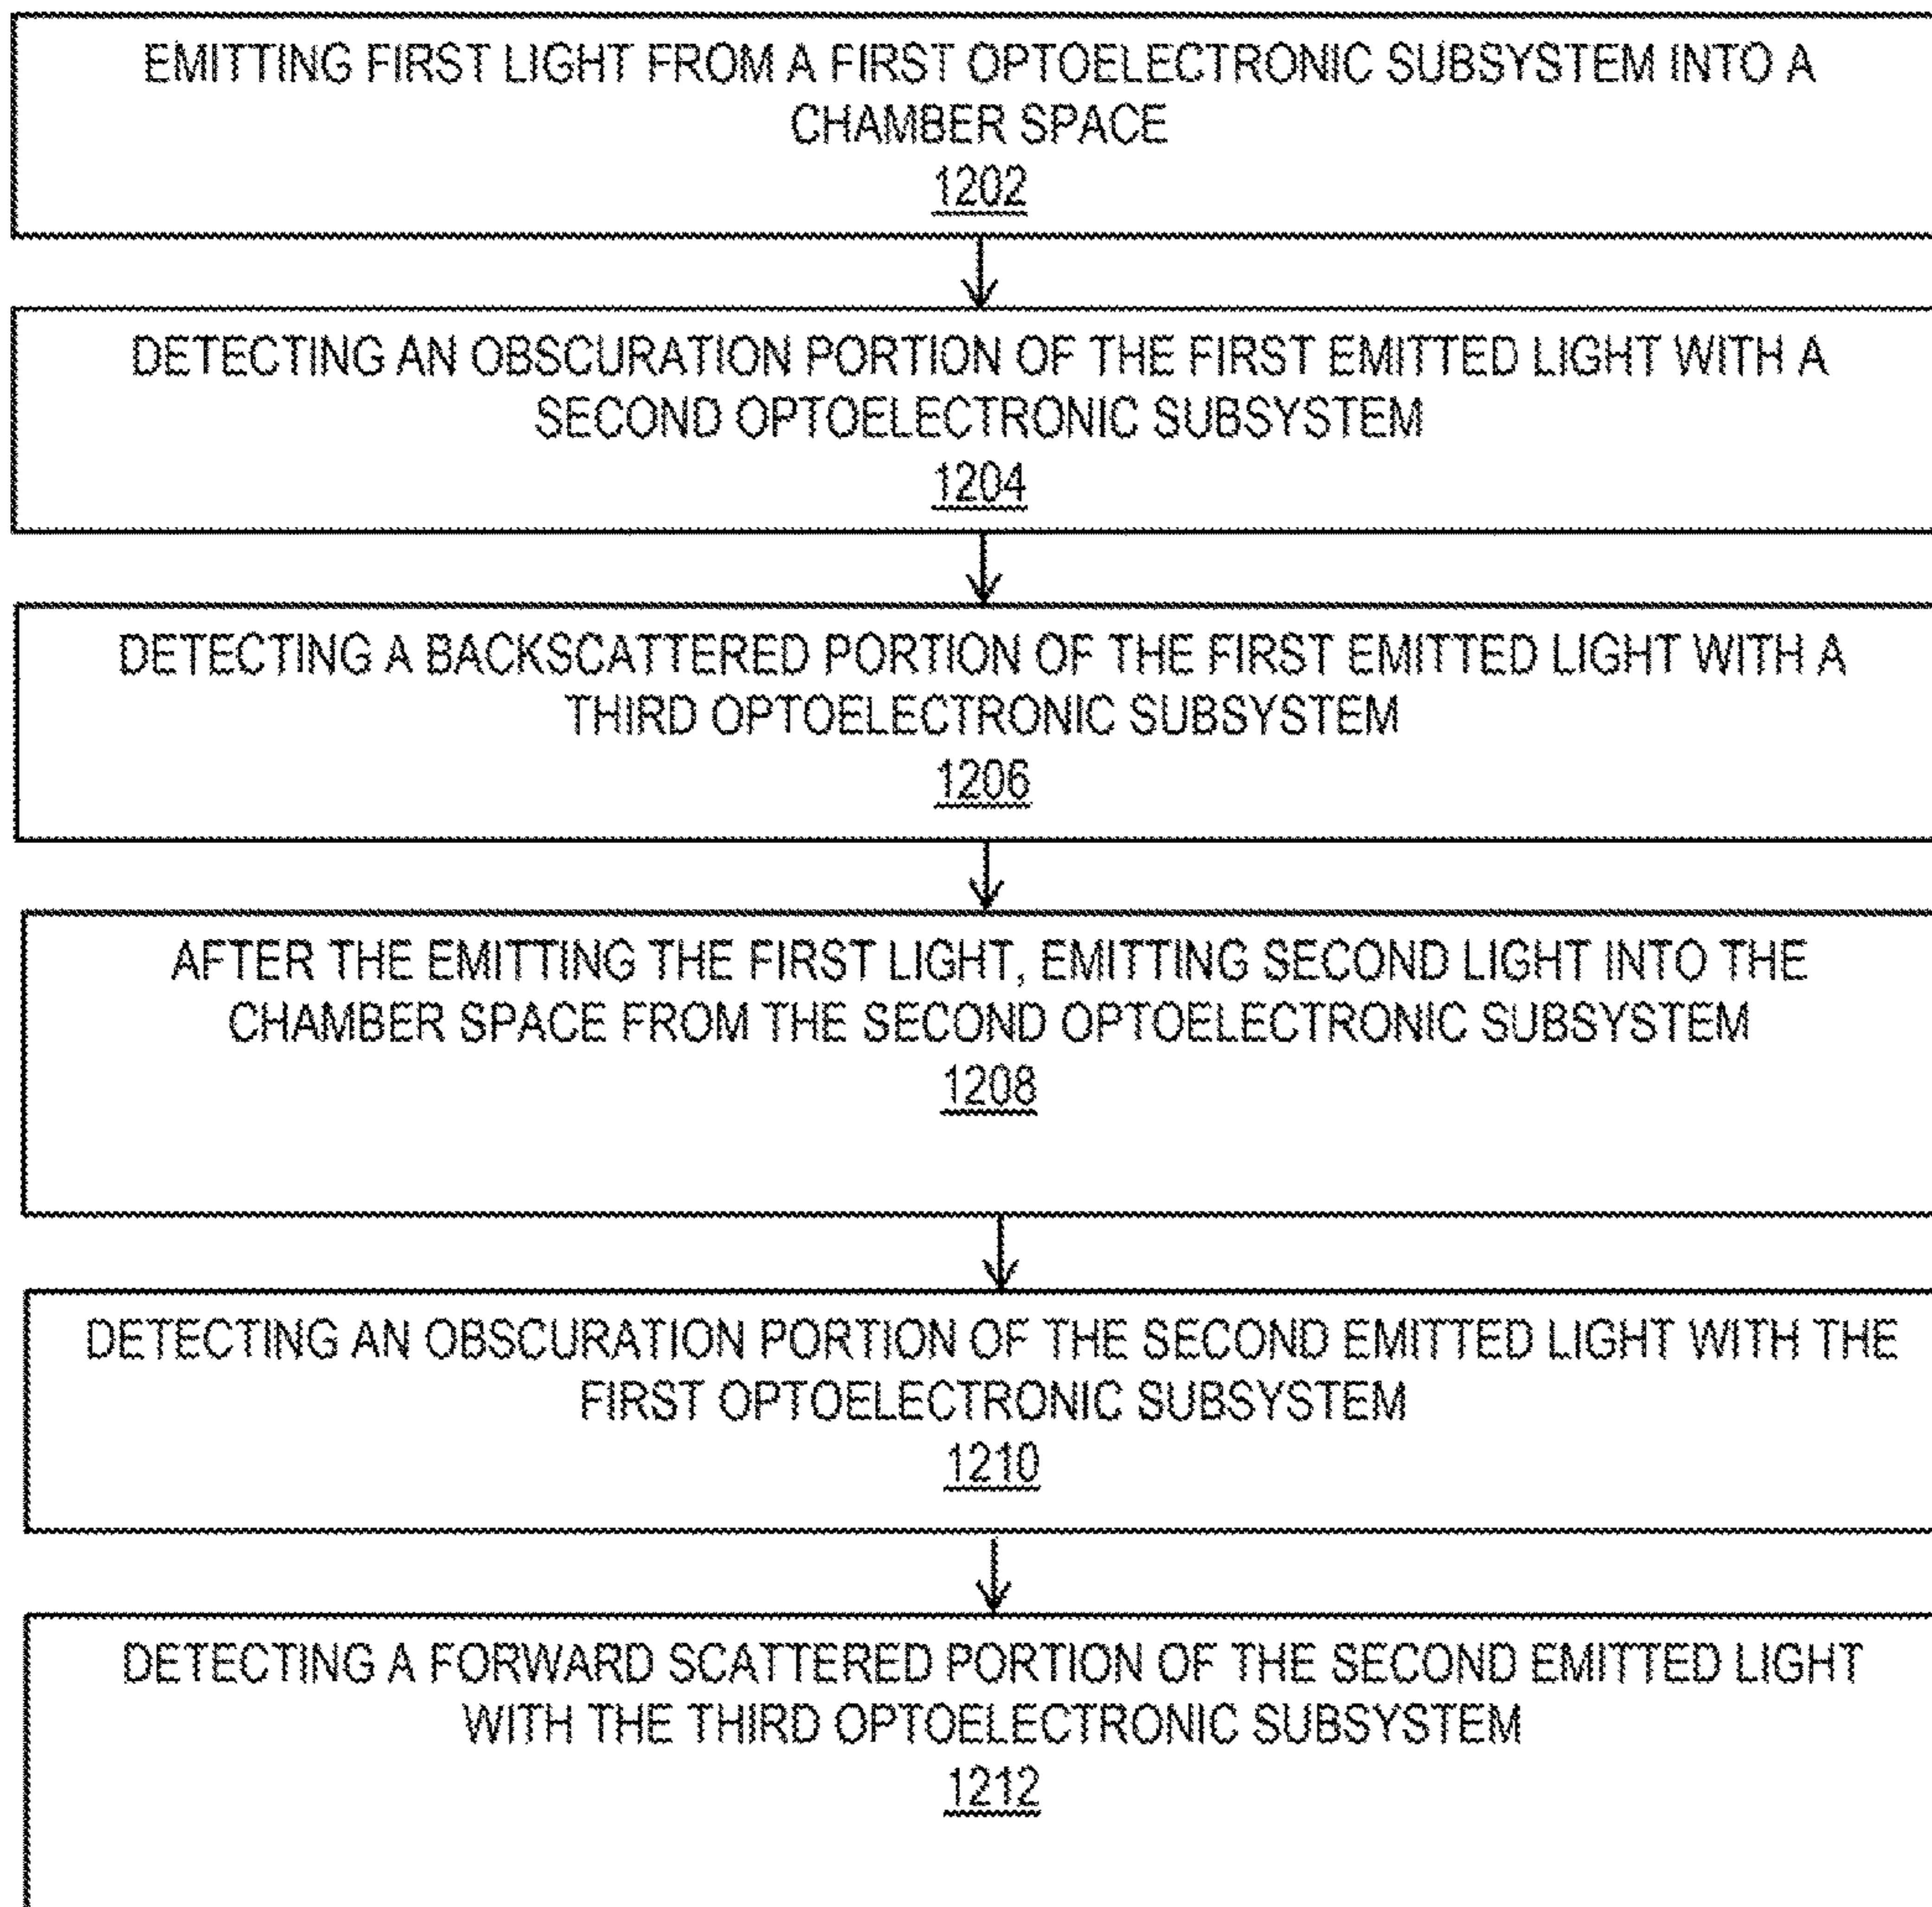 EMITTING FIRST LIGHT FROM A FIRST OPTOELECTRONIC SUBSYSTEM INTO A
CHAMBER SPACE
1202
DETECTING AN OBSCURATION PORTION OF THE FIRST EMITTED LIGHT WITH A
SECOND OPTOELECTRONIC SUBSYSTEM
1204
DETECTING A BACKSCATTERED PORTION OF THE FIRST EMITTED LIGHT WITH A
THIRD OPTOELECTRONIC SUBSYSTEM
1206
AFTER THE EMITTING THE FIRST LIGHT, EMITTING SECOND LIGHT INTO THE
CHAMBER SPACE FROM THE SECOND OPTOELECTRONIC SUBSYSTEM
1208
DETECTING AN OBSCURATION PORTION OF THE SECOND EMITTED LIGHT WITH THE
FIRST OPTOELECTRONIC SUBSYSTEM
1210
DETECTING A FORWARD SCATTERED PORTION OF THE SECOND EMITTED LIGHT
WITH THE THIRD OPTOELECTRONIC SUBSYSTEM
1212